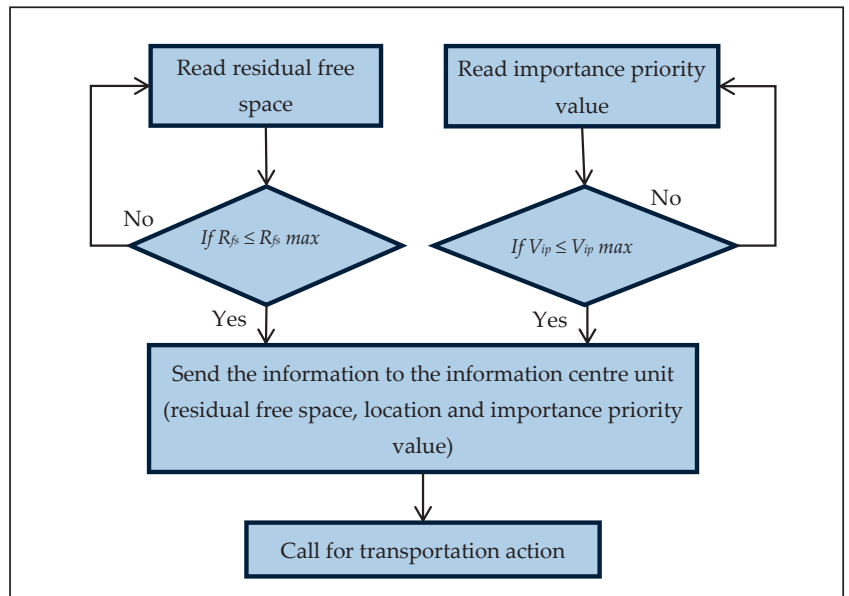 Read residual free
space
Read importance priority
value
No
If Rfs ≤ Rfs max
No
If Vip ≤ Vip max
Yes
Yes
Send the information to the information centre unit
(residual free space, location and importance priority
value)
Call for transportation action